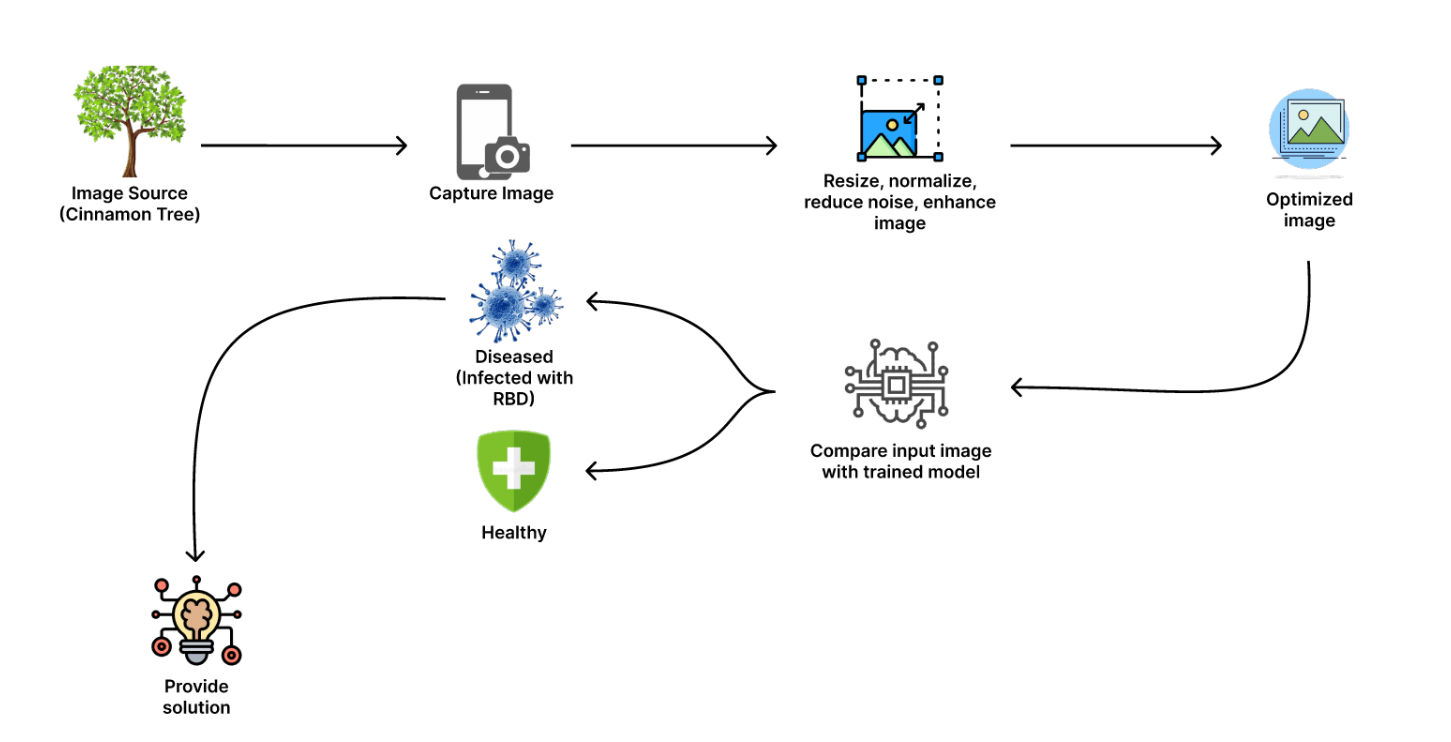 Image Source
(Cinnamon Tree)
Capture Image
Resize, normalize,
reduce noise, enhance
image
Optimized
image
Compare input image
with trained model
Diseased
(Infected with
RBD)
Healthy
Provide
solution